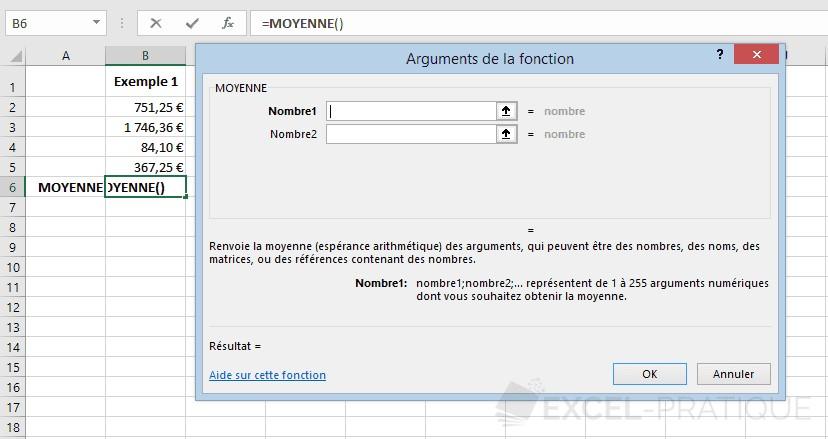 B6
fx
=MOYENNE()
A
B
Arguments de la fonction
?
1
Exemple 1
MOYENNE
2
751,25 €
Nombre1
= nombre
3
1 746,36 €
Nombre2
= nombre
4
84,10 €
5
367,25 €
6
MOYENNE
OYENNE()
7
8
=
9
Renvoie la moyenne (espérance arithmétique) des arguments, qui peuvent être des nombres, des noms, des
10
matrices, ou des références contenant des nombres.
11
Nombre1: nombre1;nombre2;... représentent de 1 à 255 arguments numériques
dont vous souhaitez obtenir la moyenne.
12
13
14
Résultat =
15
Aide sur cette fonction
OK
Annuler
16
17
EXCEL-PRATIQUE
18